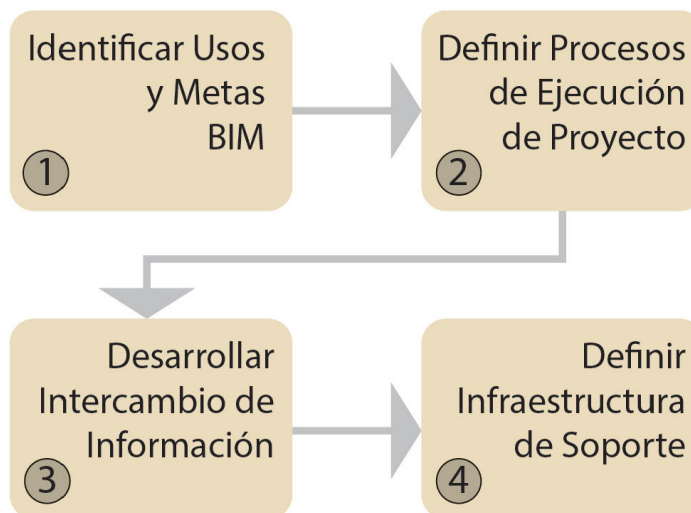 Identificar Usos
y Metas
BIM
1
Definir Procesos
de Ejecución
de Proyecto
2
Desarrollar
Intercambio de
Información
3
Definir
Infraestructura
de Soporte
4